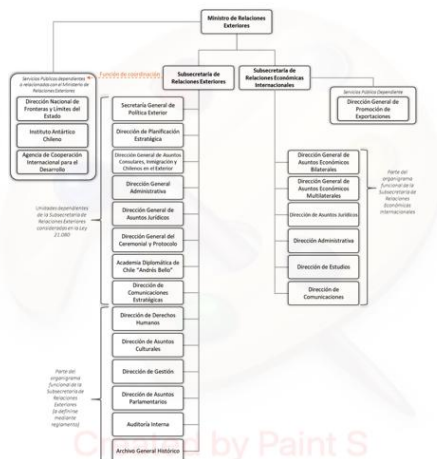 Ministro de Relaciones
Exteriores
Servicios Públicos dependientes
o relacionados con el Ministerio de
Relaciones Exteriores
Función de coordinación
Subsecretaría de
Relaciones Exteriores
Subsecretaría de
Relaciones Económicas
Internacionales
Servicio Público Dependiente
Dirección General de
Promoción de
Exportaciones
Dirección Nacional de
Fronteras y Límites del
Estado
Instituto Antártico
Chileno
Agencia de Cooperación
Internacional para el
Desarrollo
Unidades dependientes
de la Subsecretaría de
Relaciones Exteriores
consideradas en la Ley
21.080
Secretaría General de
Política Exterior
Dirección de Planificación
Estratégica
Dirección General de Asuntos
Consulares, Inmigración y
Chilenos en el Exterior
Dirección General
Administrativa
Dirección General de
Asuntos Jurídicos
Dirección General del
Ceremonial y Protocolo
Academia Diplomática de
Chile "Andrés Bello"
Dirección de
Comunicaciones
Estratégicas
Parte del
organigrama
funcional de la
Subsecretaría de
Relaciones
Exteriores
(a definirse
mediante
reglamento)
Dirección de Derechos
Humanos
Dirección de Asuntos
Culturales
Dirección de Gestión
Dirección de Asuntos
Parlamentarios
Auditoría Interna
Archivo General Histórico
Dirección General de
Asuntos Económicos
Bilaterales
Dirección General de
Asuntos Económicos
Multilaterales
Dirección de Asuntos Jurídicos
Dirección Administrativa
Dirección de Estudios
Dirección de
Comunicaciones
Parte del
organigrama
funcional de la
Subsecretaría de
Relaciones
Económicas
Internacionales
Created by Paint S